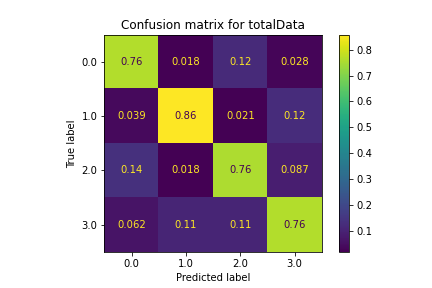 Confusion matrix for totalData
0.0 0.76 0.018 0.12 0.028
1.0 0.039 0.86 0.021 0.12
2.0 0.14 0.018 0.76 0.087
3.0 0.062 0.11 0.11 0.76
0.0 1.0 2.0 3.0
Predicted label
True label
0.8
0.7
0.6
0.5
0.4
0.3
0.2
0.1